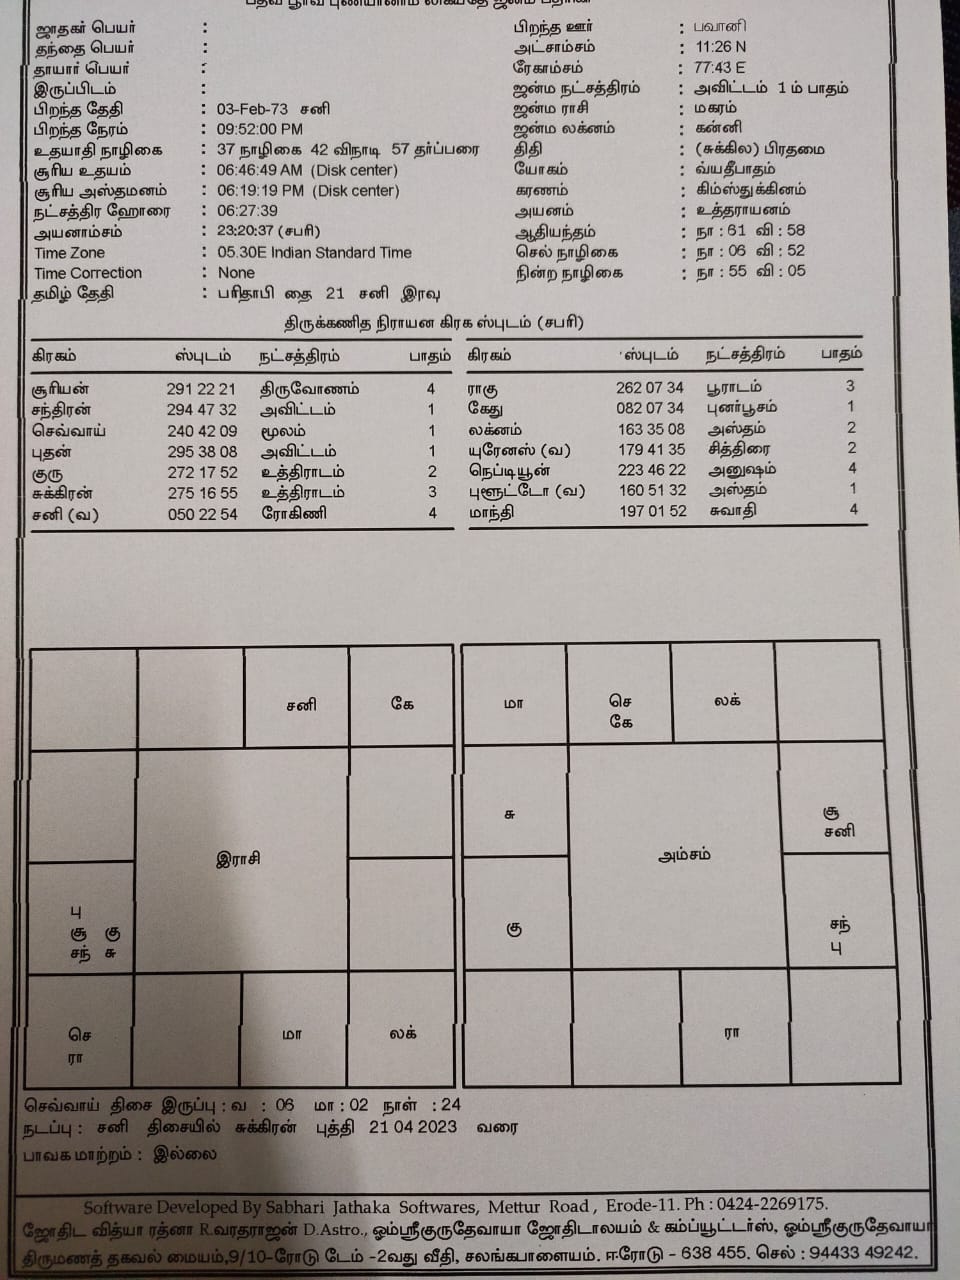 ஜாதகர் பெயர் :
தந்தை பெயர் :
தாயார் பெயர் :
இருப்பிடம் :
பிறந்த தேதி : 03-Feb-73 சனி
பிறந்த நேரம் : 09:52:00 PM
உதயாதி நாழிகை : 37 நாழிகை 42 விநாடி 57 தர்ப்பரை
சூரிய உதயம் : 06:46:49 AM (Disk center)
சூரிய அஸ்தமனம் : 06:19:19 PM (Disk center)
நட்சத்திர ஹோரை : 06:27:39
அயனாம்சம் : 23:20:37 (சபரி)
Time Zone : 05.30E Indian Standard Time
Time Correction : None
தமிழ் தேதி : பரிதாபி தை 21 சனி இரவு
பிறந்த ஊர் : பவானி
அட்சாம்சம் : 11:26 N
ரேகாம்சம் : 77:43 E
ஜன்ம நட்சத்திரம் : அவிட்டம் 1 ம் பாதம்
ஜன்ம ராசி : மகரம்
ஜன்ம லக்னம் : கன்னி
திதி : (சுக்கில) பிரதமை
யோகம் : வ்யதீபாதம்
கரணம் : கிம்ஸ்துக்கினம்
அயனம் : உத்தராயனம்
ஆதியந்தம் : நா : 61 வி : 58
செல் நாழிகை : நா : 06 வி : 52
நின்ற நாழிகை : நா : 55 வி : 05
திருக்கணித நிராயன கிரக ஸ்புடம் (சபரி)
கிரகம் ஸ்புடம் நட்சத்திரம் பாதம்
சூரியன் 291 22 21 திருவோணம் 4
சந்திரன் 294 47 32 அவிட்டம் 1
செவ்வாய் 240 42 09 மூலம் 1
புதன் 295 38 08 அவிட்டம் 1
குரு 272 17 52 உத்திராடம் 2
சுக்கிரன் 275 16 55 உத்திராடம் 3
சனி (வ) 050 22 54 ரோகிணி 4
கிரகம் ஸ்புடம் நட்சத்திரம் பாதம்
ராகு 262 07 34 பூராடம் 3
கேது 082 07 34 புனர்பூசம் 1
லக்னம் 163 35 08 அஸ்தம் 2
யுரேனஸ் (வ) 179 41 35 சித்திரை 2
நெப்டியூன் 223 46 22 அனுஷம் 4
புளூட்டோ (வ) 160 51 32 அஸ்தம் 1
மாந்தி 197 01 52 சுவாதி 4
சனி கே
இராசி
பு
சூ கு
சந் சு
செ மா லக்
ரா
மா செ லக்
கே
சு சூ
சனி
அம்சம்
கு சந்
பு
ரா
செவ்வாய் திசை இருப்பு : வ : 06 மா : 02 நாள் : 24
நடப்பு : சனி திசையில் சுக்கிரன் புத்தி 21 04 2023 வரை
பாவக மாற்றம் : இல்லை
Software Developed By Sabhari Jathaka Softwares, Mettur Road , Erode-11. Ph : 0424-2269175.
ஜோதிட வித்யா ரத்னா R.வரதராஜன் D.Astro., ஓம்ஸ்ரீகுருதேவாயா ஜோதிடாலயம் & கம்ப்யூட்டர்ஸ், ஓம்ஸ்ரீகுருதேவாயா
திருமணத் தகவல் மையம்,9/10-ரோடு டேம் -2வது வீதி, சலங்கபாளையம். ஈரோடு - 638 455. செல் : 94433 49242.